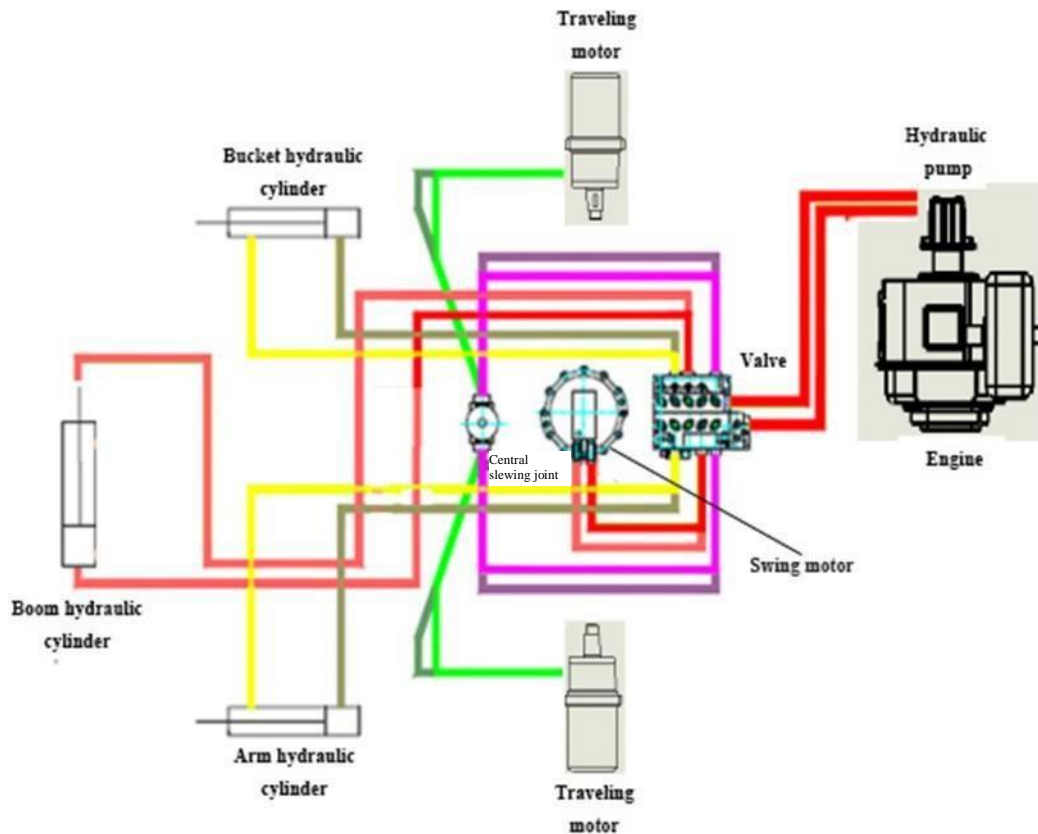 Traveling
motor
Bucket hydraulic
cylinder
Hydraulic
pump
Valve
Central
slewing joint
Engine
Swing motor
Boom hydraulic
cylinder
Arm hydraulic
cylinder
Traveling
motor